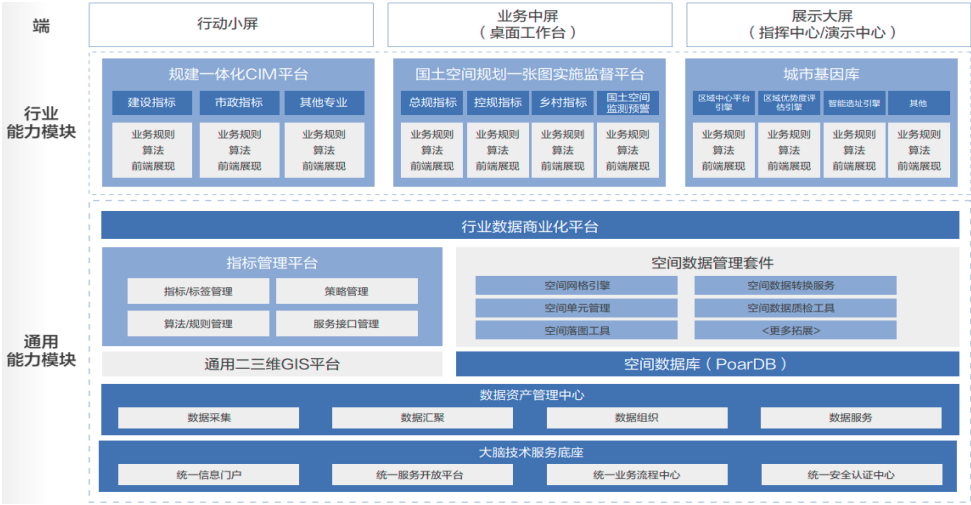 端
行动小屏
业务中屏
（桌面工作台）
展示大屏
（指挥中心/演示中心）
行业
能力模块
规建一体化CIM平台
建设指标
市政指标
其他专业
业务规则
算法
前端展现
业务规则
算法
前端展现
业务规则
算法
前端展现
国土空间规划一张图实施监督平台
总规指标
控规指标
乡村指标
国土空间
监测预警
业务规则
算法
前端展现
业务规则
算法
前端展现
业务规则
算法
前端展现
业务规则
算法
前端展现
城市基因库
区域中心平台
引擎
区域优势度评
估引擎
智能选址引擎
其他
业务规则
算法
前端展现
业务规则
算法
前端展现
业务规则
算法
前端展现
业务规则
算法
前端展现
通用
能力模块
行业数据商业化平台
指标管理平台
指标/标签管理
策略管理
算法/规则管理
服务接口管理
空间数据管理套件
空间网格引擎
空间数据转换服务
空间单元管理
空间数据质检工具
空间落图工具
<更多拓展>
通用二三维GIS平台
空间数据库（PoarDB）
数据资产管理中心
数据采集
数据汇聚
数据组织
数据服务
大脑技术服务底座
统一信息门户
统一服务开放平台
统一业务流程中心
统一安全认证中心